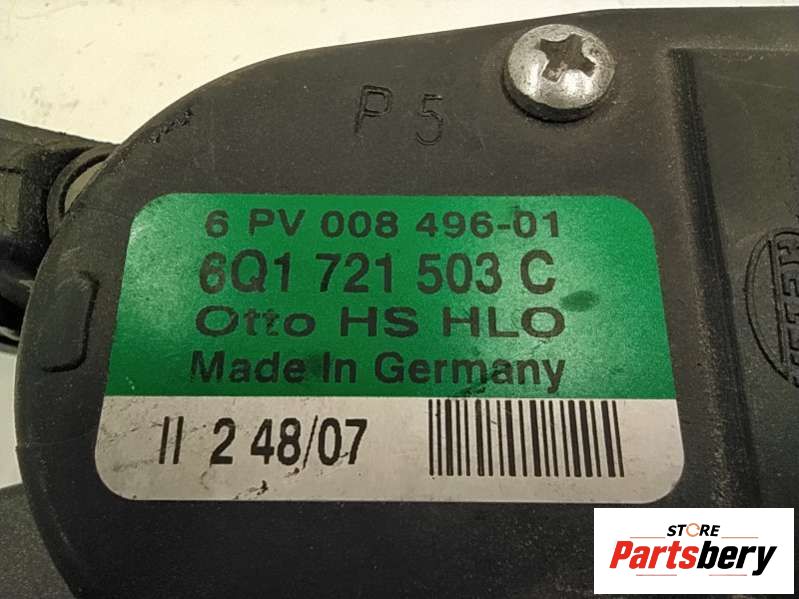 P 5
6 PV 008 496-01
6Q1 721 503 C
Otto HS HLO
Made In Germany
II 2 48/07
HELLA
STORE
Partsbery